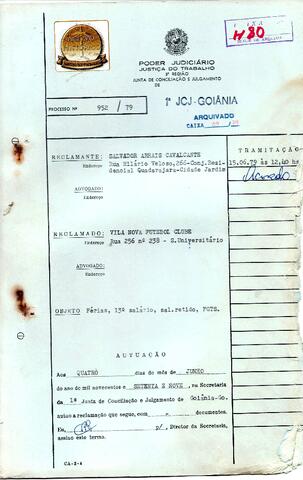 PODER JUDICIÁRIO
JUSTIÇA DO TRABALHO
3ª REGIÃO
JUNTA DE CONCILIAÇÃO E JULGAMENTO
DE
CAIXA
480
1ª JCJ-GOIÂNIA
PROCESSO Nº 952 / 79
ARQUIVADO
CAIXA
TRAMITAÇÃO
RECLAMANTE: SALVADOR ARRAIS CAVALCANTE
15.06.79 às 12,40 hs
Endereço Rua Hilário Veloso,266-Conj.Resi-
dencial Guadarajara-Cidade Jardim
ADVOGADO:
Endereço
RECLAMADO: VILA NOVA FUTEBOL CLUBE
Endereço Rua 256 nº 238 - S.Universitário
ADVOGADO:
Endereço
OBJETO Férias, 13º salário, sal.retido, FGTS.
AUTUAÇÃO
Aos QUATRO dias do mês de JUNHO
do ano de mil novecentos e SETENTA E NOVE, na Secretaria
da 1ª Junta de Conciliação e Julgamento de Goiânia-Go.
autuo a reclamação que segue, com - documentos.
Eu, p/, Diretor da Secretaria,
assino este termo.
CA-2-4